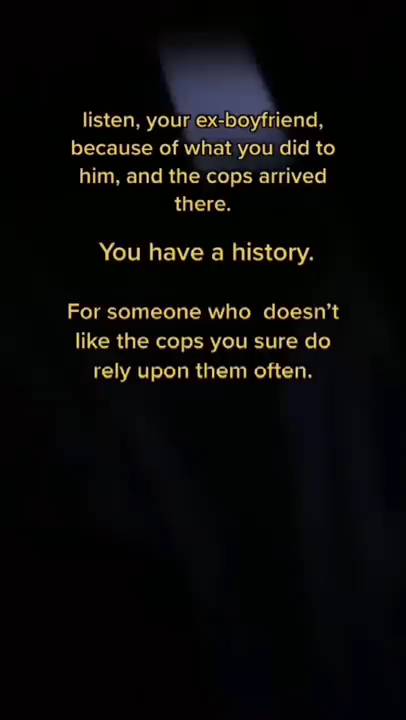 listen, your ex-boyfriend,
because of what you did to
him, and the cops arrived
there.
You have a history.
For someone who  doesn’t
like the cops you sure do
rely upon them often.